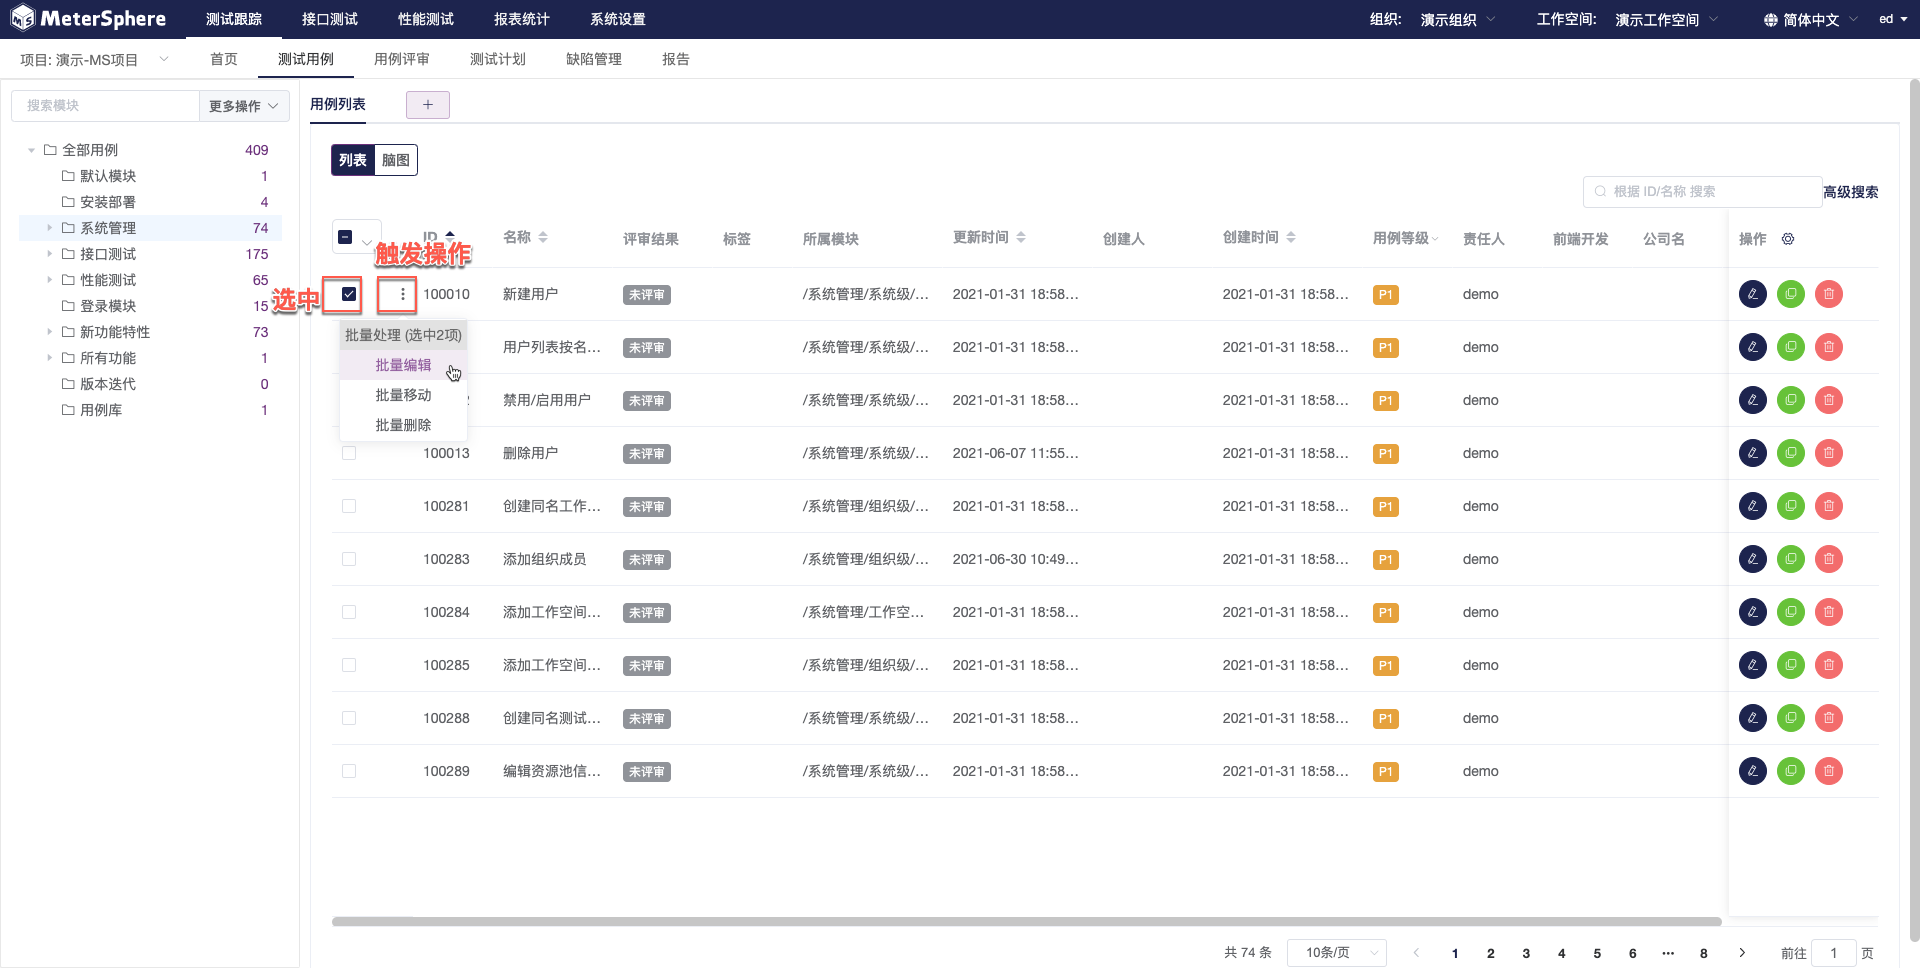 MeterSphere 测试跟踪 接口测试 性能测试 报表统计 系统设置 组织: 演示组织 工作空间: 演示工作空间 简体中文 ed
项目: 演示-MS项目 首页 测试用例 用例评审 测试计划 缺陷管理 报告
搜索模块 更多操作
全部用例 409
默认模块 1
安装部署 4
系统管理 74
接口测试 175
性能测试 65
登录模块 15
新功能特性 73
所有功能 1
版本迭代 0
用例库 1
用例列表 +
列表 脑图
根据 ID/名称 搜索 高级搜索
ID 名称 评审结果 标签 所属模块 更新时间 创建人 创建时间 用例等级 责任人 前端开发 公司名 操作
触发操作
选中
100010 新建用户 未评审 /系统管理/系统级/... 2021-01-31 18:58... 2021-01-31 18:58... P1 demo
批量处理 (选中2项)
批量编辑
批量移动
批量删除
用户列表按名... 未评审 /系统管理/系统级/... 2021-01-31 18:58... 2021-01-31 18:58... P1 demo
禁用/启用用户 未评审 /系统管理/系统级/... 2021-01-31 18:58... 2021-01-31 18:58... P1 demo
100013 删除用户 未评审 /系统管理/系统级/... 2021-06-07 11:55... 2021-01-31 18:58... P1 demo
100281 创建同名工作... 未评审 /系统管理/组织级/... 2021-01-31 18:58... 2021-01-31 18:58... P1 demo
100283 添加组织成员 未评审 /系统管理/组织级/... 2021-06-30 10:49... 2021-01-31 18:58... P1 demo
100284 添加工作空间... 未评审 /系统管理/工作空... 2021-01-31 18:58... 2021-01-31 18:58... P1 demo
100285 添加工作空间... 未评审 /系统管理/组织级/... 2021-01-31 18:58... 2021-01-31 18:58... P1 demo
100288 创建同名测试... 未评审 /系统管理/系统级/... 2021-01-31 18:58... 2021-01-31 18:58... P1 demo
100289 编辑资源池信... 未评审 /系统管理/系统级/... 2021-01-31 18:58... 2021-01-31 18:58... P1 demo
共 74 条 10条/页 1 2 3 4 5 6 ... 8 前往 1 页